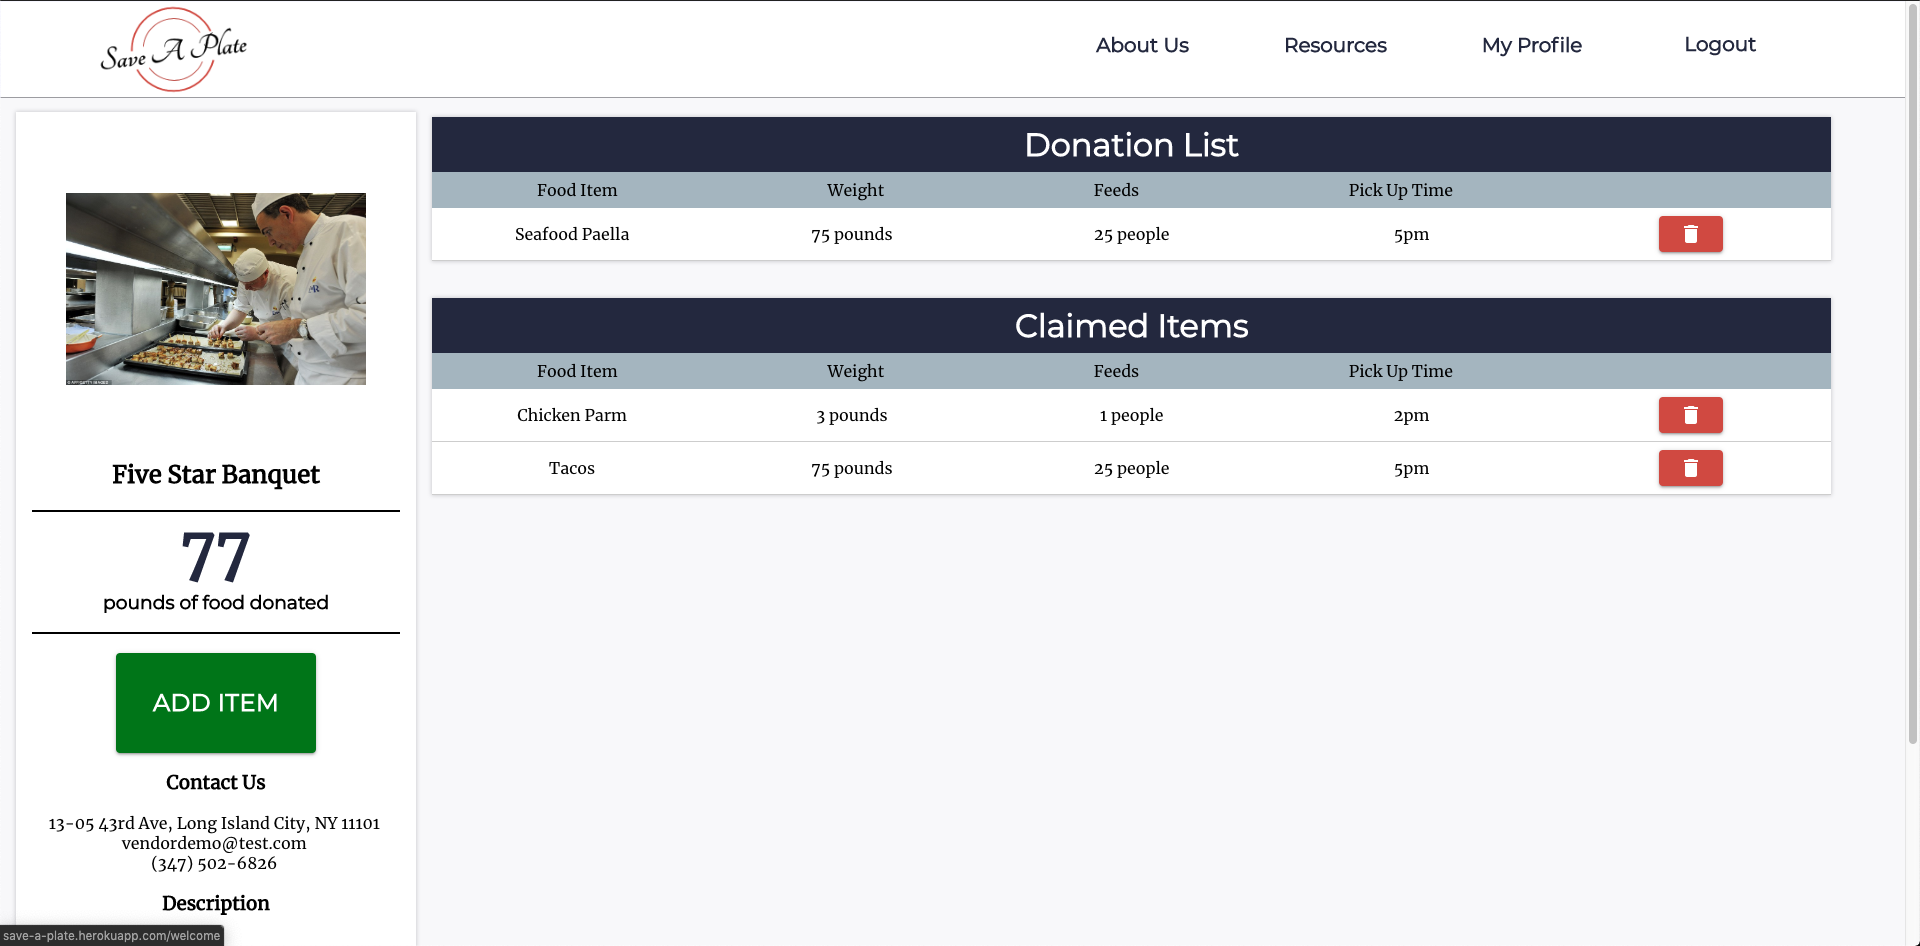 Save A Plate
About Us
Resources
My Profile
Logout
Five Star Banquet
77
pounds of food donated
ADD ITEM
Contact Us
13-05 43rd Ave, Long Island City, NY 11101
vendordemo@test.com
(347) 502-6826
Description
Donation List
Food Item Weight Feeds Pick Up Time
Seafood Paella 75 pounds 25 people 5pm
Claimed Items
Food Item Weight Feeds Pick Up Time
Chicken Parm 3 pounds 1 people 2pm
Tacos 75 pounds 25 people 5pm
save-a-plate.herokuapp.com/welcome